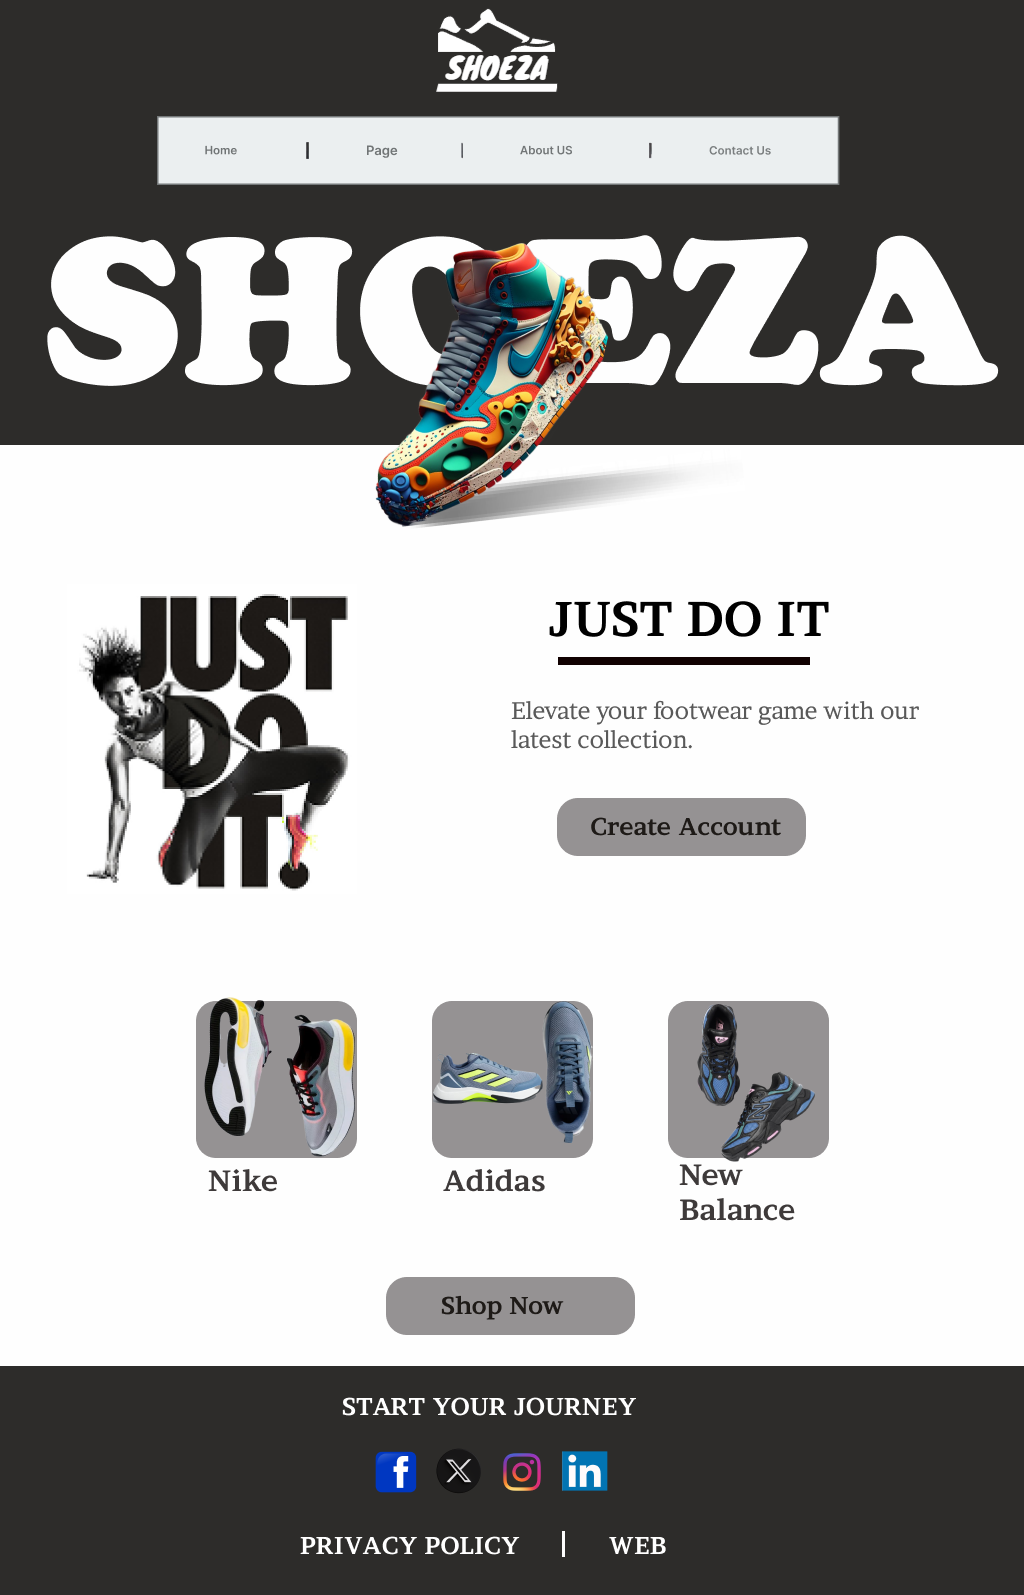 SHOEZA
Home | Page | About US | Contact Us
SHOEZA
JUST
DO
IT.
JUST DO IT
Elevate your footwear game with our
latest collection.
Create Account
Nike
Adidas
New
Balance
Shop Now
START YOUR JOURNEY
f X in
PRIVACY POLICY | WEB